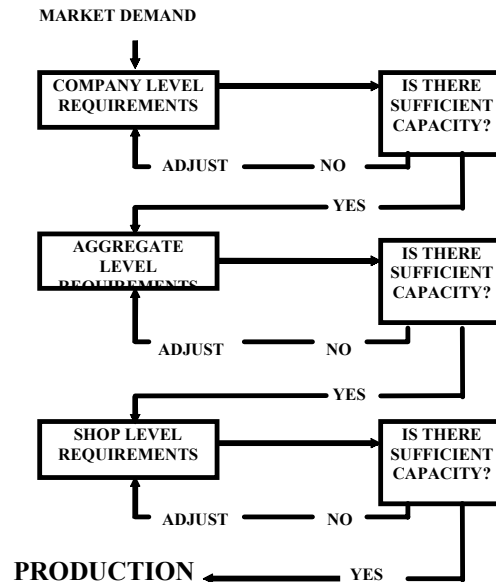 MARKET DEMAND
COMPANY LEVEL
REQUIREMENTS
IS THERE
SUFFICIENT
CAPACITY?
ADJUST
NO
YES
AGGREGATE
LEVEL
REQUIREMENTS
IS THERE
SUFFICIENT
CAPACITY?
ADJUST
NO
YES
SHOP LEVEL
REQUIREMENTS
IS THERE
SUFFICIENT
CAPACITY?
ADJUST
NO
PRODUCTION
YES